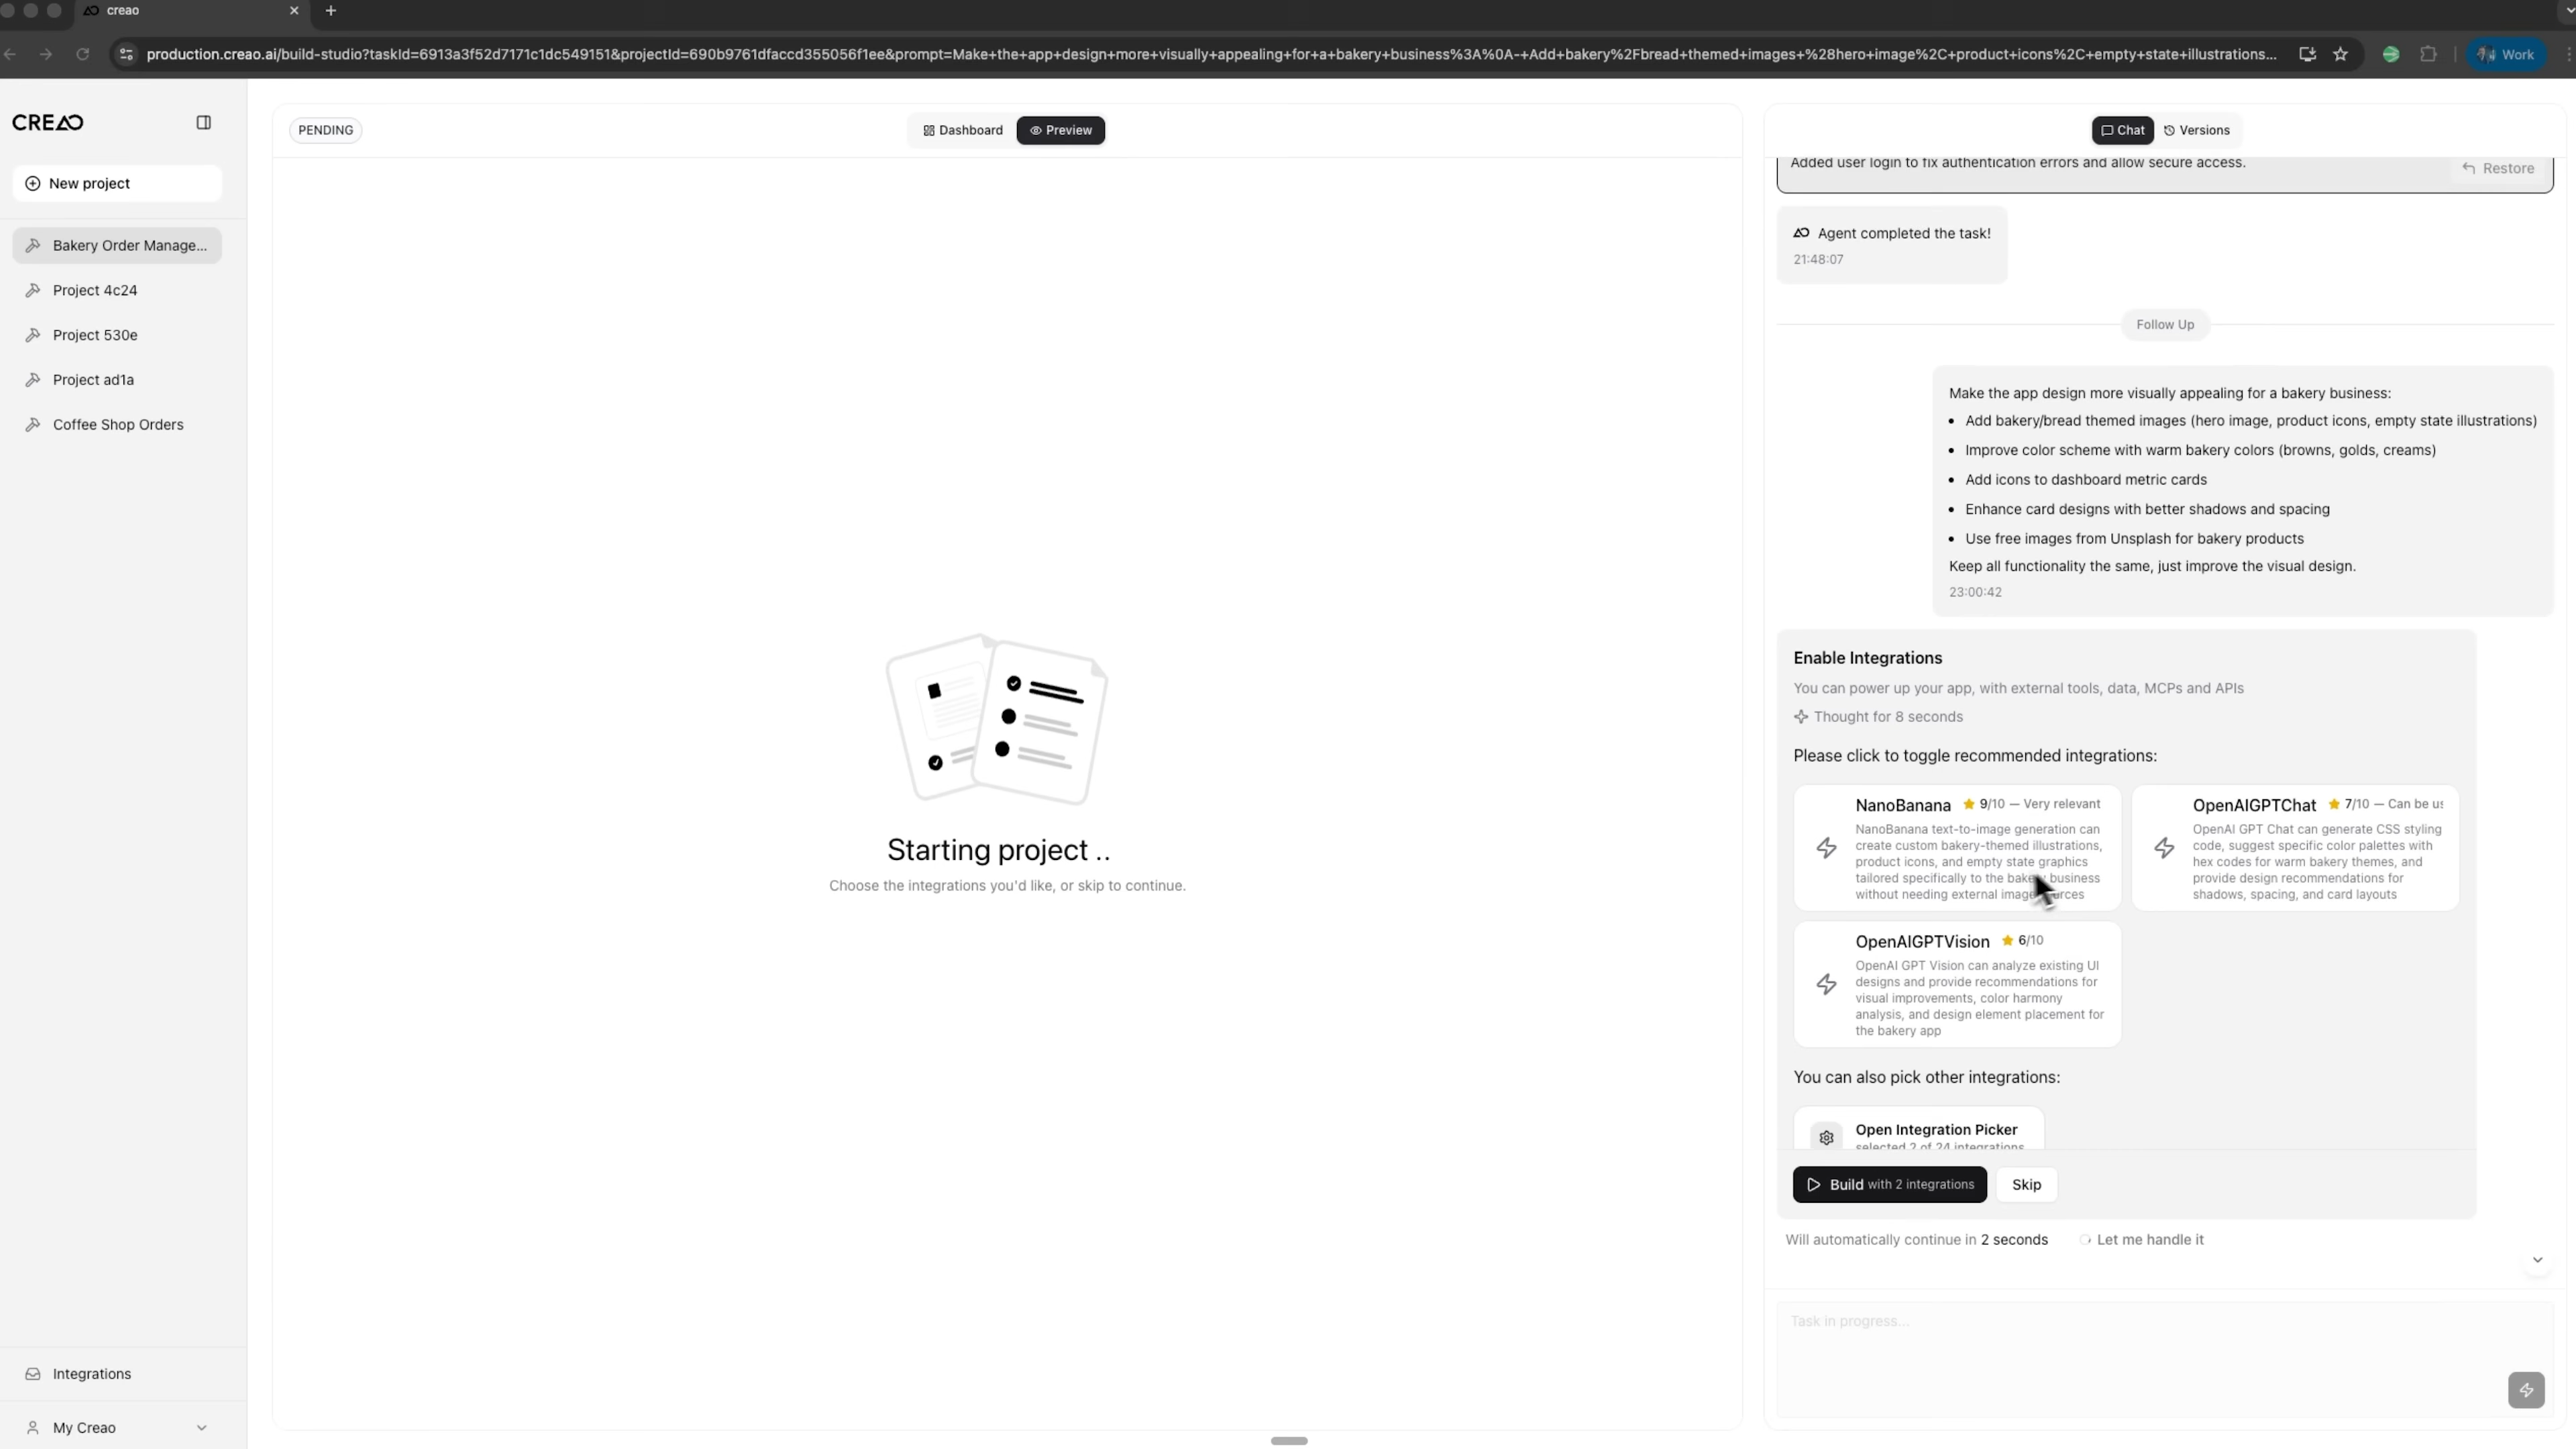 creao
production.creao.ai/build-studio?taskId=6913a3f52d7171c1dc549151&projectId=690b9761dfaccd355056f1ee&prompt=Make+the+app+design+more+visually+appealing+for+a+bakery+business%3A%0A-+Add+bakery%2Fbread+themed+images+%28hero+image%2C+product+icons%2C+empty+state+illustrations...
Work
CREAO
New project
Bakery Order Manage...
Project 4c24
Project 530e
Project ad1a
Coffee Shop Orders
Integrations
My Creao
PENDING
Dashboard
Preview
Starting project ..
Choose the integrations you'd like, or skip to continue.
Chat
Versions
Added user login to fix authentication errors and allow secure access.
Restore
Agent completed the task!
21:48:07
Follow Up
Make the app design more visually appealing for a bakery business:
• Add bakery/bread themed images (hero image, product icons, empty state illustrations)
• Improve color scheme with warm bakery colors (browns, golds, creams)
• Add icons to dashboard metric cards
• Enhance card designs with better shadows and spacing
• Use free images from Unsplash for bakery products
Keep all functionality the same, just improve the visual design.
23:00:42
Enable Integrations
You can power up your app, with external tools, data, MCPs and APIs
Thought for 8 seconds
Please click to toggle recommended integrations:
NanoBanana 9/10 — Very relevant
NanoBanana text-to-image generation can
create custom bakery-themed illustrations,
product icons, and empty state graphics
tailored specifically to the bakery business
without needing external image
OpenAIGPTChat 7/10 — Can be us
OpenAI GPT Chat can generate CSS styling
code, suggest specific color palettes with
hex codes for warm bakery themes, and
provide design recommendations for
shadows, spacing, and card layouts
OpenAIGPTVision 6/10
OpenAI GPT Vision can analyze existing UI
designs and provide recommendations for
visual improvements, color harmony
analysis, and design element placement for
the bakery app
You can also pick other integrations:
Open Integration Picker
selected 2 of 24 integrations
Build with 2 integrations
Skip
Will automatically continue in 2 seconds
Let me handle it
Task in progress...